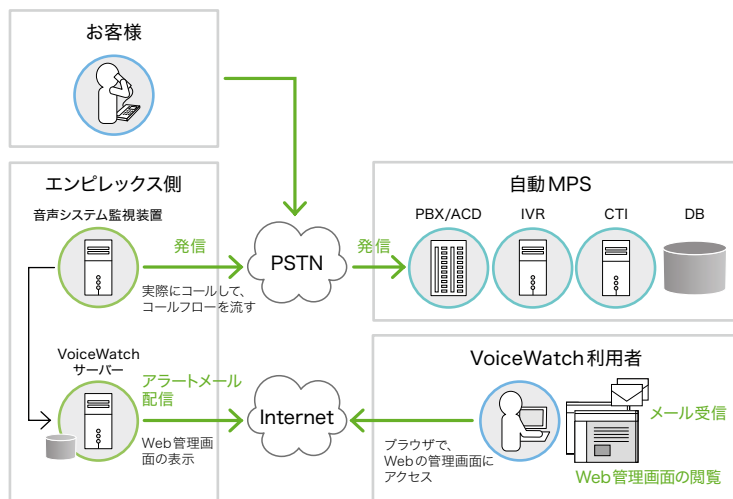 お客様
エンピレックス側
音声システム監視装置
発信
実際にコールして、
コールフローを流す
PSTN
発信
自動MPS
PBX/ACD
IVR
CTI
DB
VoiceWatch
サーバー
アラートメール
配信
Web管理画
面の表示
Internet
VoiceWatch利用者
メール受信
ブラウザで、
Webの管理画面に
アクセス
Web管理画面の閲覧